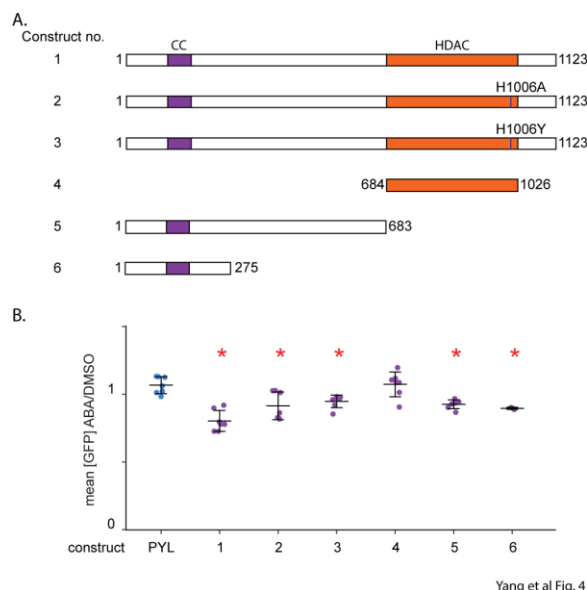 A.
Construct no.
CC
HDAC
1
1
1123
H1006A
2
1
1123
H1006Y
3
1
1123
4
684
1026
5
1
683
6
1
275
B.
* * * * *
1
0
mean [GFP] ABA/DMSO
construct PYL 1 2 3 4 5 6
Yang et al Fig. 4